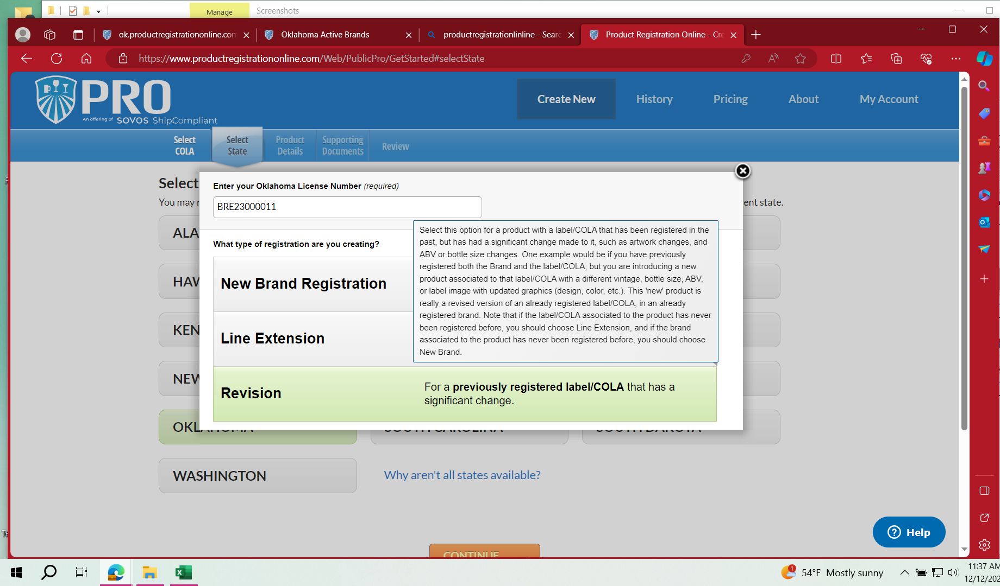 Manage
Screenshots
ok.productregistrationonline.com
Oklahoma Active Brands
productregistrationlinline - Searc
Product Registration Online - Cre
https://www.productregistrationonline.com/Web/PublicPro/GetStarted#selectState
PRO
An offering of SOVOS ShipCompliant
Create New
History
Pricing
About
My Account
Select
COLA
Select
State
Product
Details
Supporting
Documents
Review
Select
You may
ent state.
Enter your Oklahoma License Number (required)
BRE23000011
ALA
What type of registration are you creating?
Select this option for a product with a label/COLA that has been registered in the
past, but has had a significant change made to it, such as artwork changes, and
ABV or bottle size changes. One example would be if you have previously
registered both the Brand and the label/COLA, but you are introducing a new
product associated to that label/COLA with a different vintage, bottle size, ABV,
or label image with updated graphics (design, color, etc.). This 'new' product is
really a revised version of an already registered label/COLA, in an already
registered brand. Note that if the label/COLA associated to the product has never
been registered before, you should choose Line Extension, and if the brand
associated to the product has never been registered before, you should choose
New Brand.
HAW
New Brand Registration
KEN
Line Extension
NEW
Revision
For a previously registered label/COLA that has a
significant change.
OKLAHOMA
SOUTH CAROLINA
SOUTH DAKOTA
WASHINGTON
Why aren't all states available?
Help
CONTINUE
1
54°F Mostly sunny
11:37 AM
12/12/202